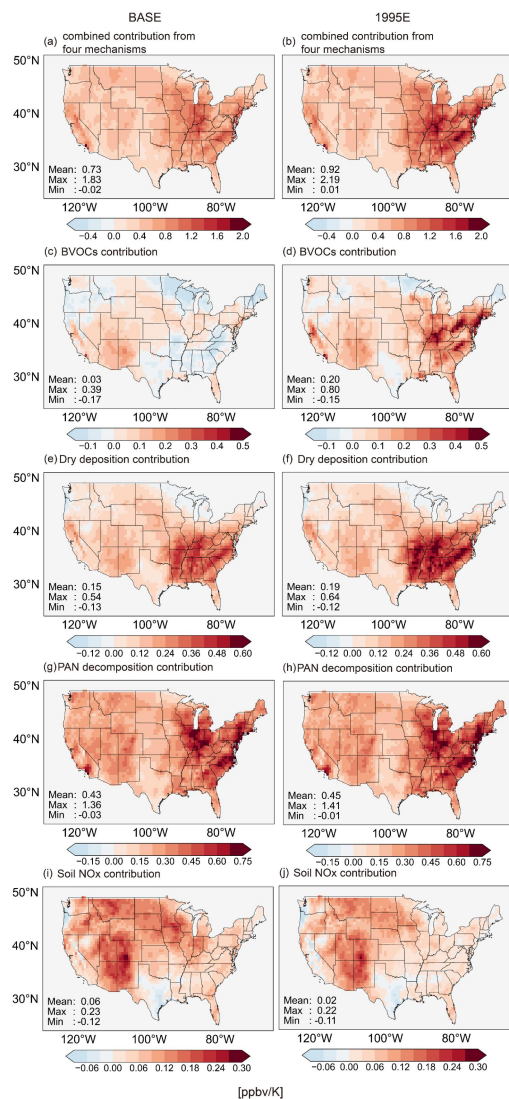 BASE
1995E
(a) combined contribution from
four mechanisms
(b) combined contribution from
four mechanisms
50°N
40°N
30°N
Mean: 0.73
Max : 1.83
Min : -0.02
Mean: 0.92
Max : 2.19
Min : 0.01
120°W 100°W 80°W
120°W 100°W 80°W
−0.4 0.0 0.4 0.8 1.2 1.6 2.0
−0.4 0.0 0.4 0.8 1.2 1.6 2.0
(c) BVOCs contribution
(d) BVOCs contribution
50°N
40°N
30°N
Mean: 0.03
Max : 0.39
Min : -0.17
Mean: 0.20
Max : 0.80
Min : -0.15
120°W 100°W 80°W
120°W 100°W 80°W
−0.1 0.0 0.1 0.2 0.3 0.4 0.5
−0.1 0.0 0.1 0.2 0.3 0.4 0.5
(e) Dry deposition contribution
(f) Dry deposition contribution
50°N
40°N
30°N
Mean: 0.15
Max : 0.54
Min : -0.13
Mean: 0.19
Max : 0.64
Min : -0.12
120°W 100°W 80°W
120°W 100°W 80°W
−0.12 0.00 0.12 0.24 0.36 0.48 0.60
−0.12 0.00 0.12 0.24 0.36 0.48 0.60
(g) PAN decomposition contribution
(h) PAN decomposition contribution
50°N
40°N
30°N
Mean: 0.43
Max : 1.36
Min : -0.03
Mean: 0.45
Max : 1.41
Min : -0.01
120°W 100°W 80°W
120°W 100°W 80°W
−0.15 0.00 0.15 0.30 0.45 0.60 0.75
−0.15 0.00 0.15 0.30 0.45 0.60 0.75
(i) Soil NOx contribution
(j) Soil NOx contribution
50°N
40°N
30°N
Mean: 0.06
Max : 0.23
Min : -0.12
Mean: 0.02
Max : 0.22
Min : -0.11
120°W 100°W 80°W
120°W 100°W 80°W
−0.06 0.00 0.06 0.12 0.18 0.24 0.30
−0.06 0.00 0.06 0.12 0.18 0.24 0.30
[ppbv/K]